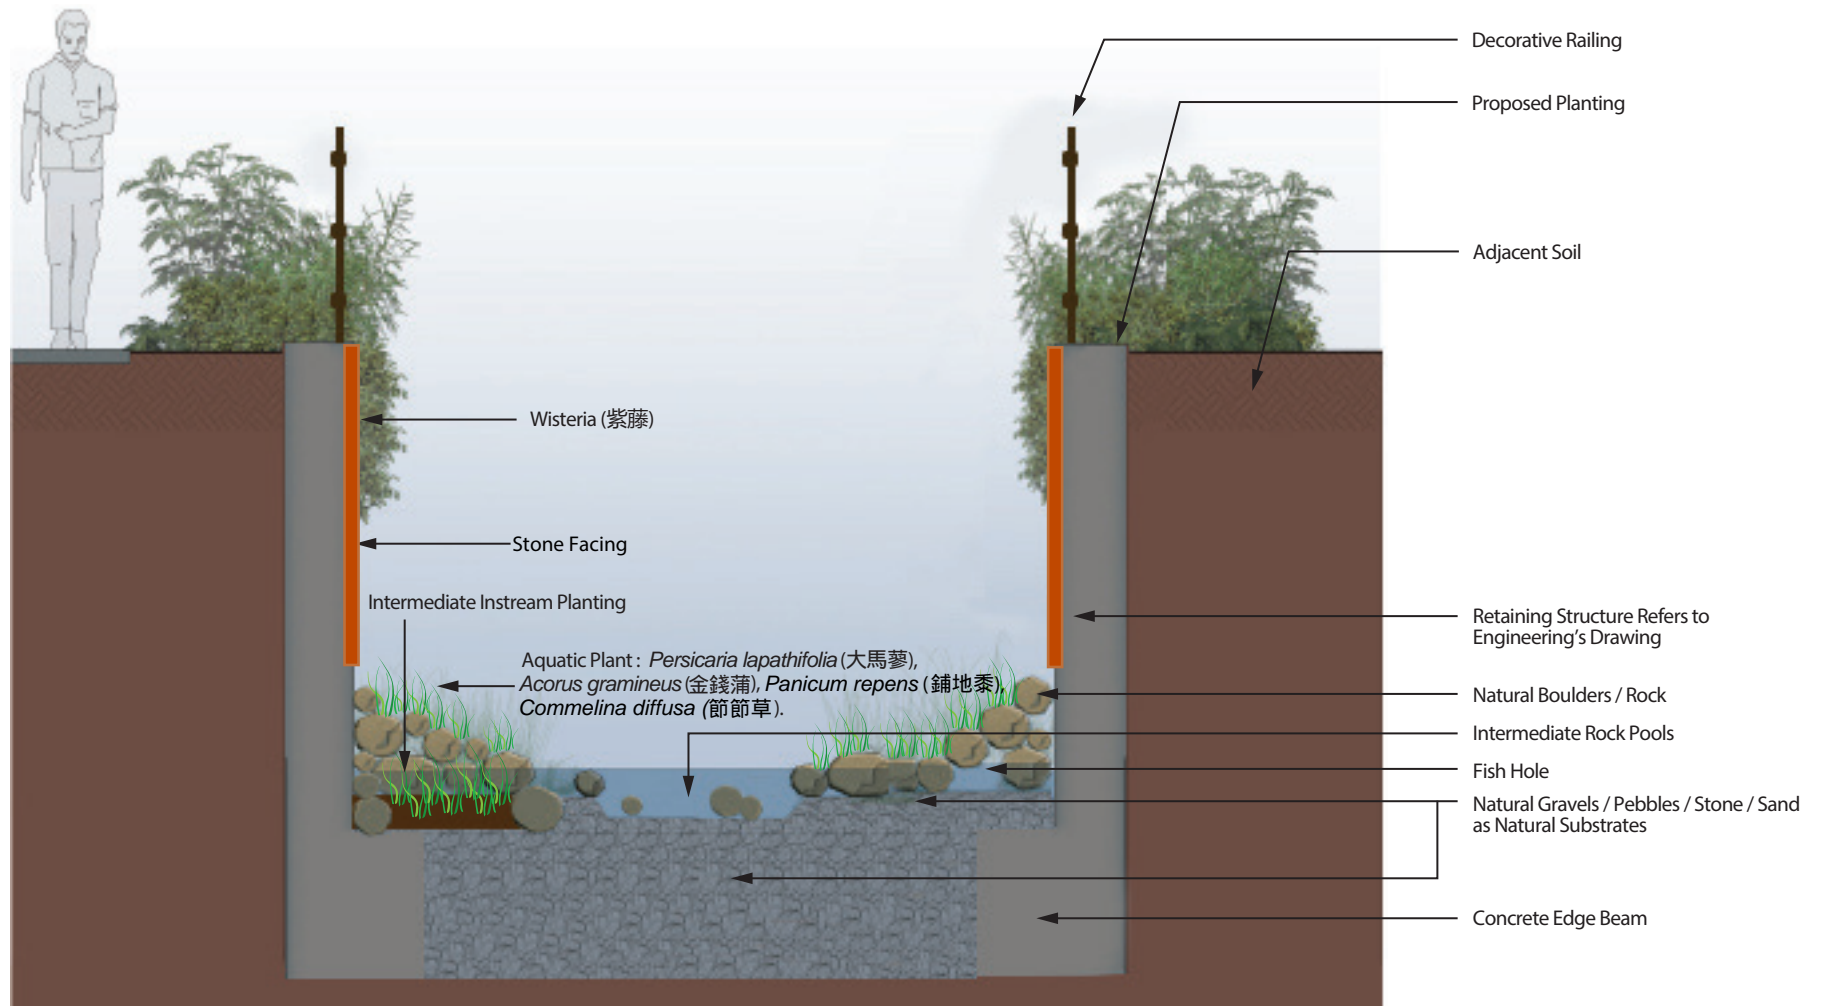 Decorative Railing
Proposed Planting
Adjacent Soil
Wisteria (紫藤)
Stone Facing
Intermediate Instream Planting
Aquatic Plant : Persicaria lapathifolia (大馬蓼),
Acorus gramineus (金錢蒲), Panicum repens (鋪地黍),
Commelina diffusa (節節草).
Retaining Structure Refers to
Engineering's Drawing
Natural Boulders / Rock
Intermediate Rock Pools
Fish Hole
Natural Gravels / Pebbles / Stone / Sand
as Natural Substrates
Concrete Edge Beam